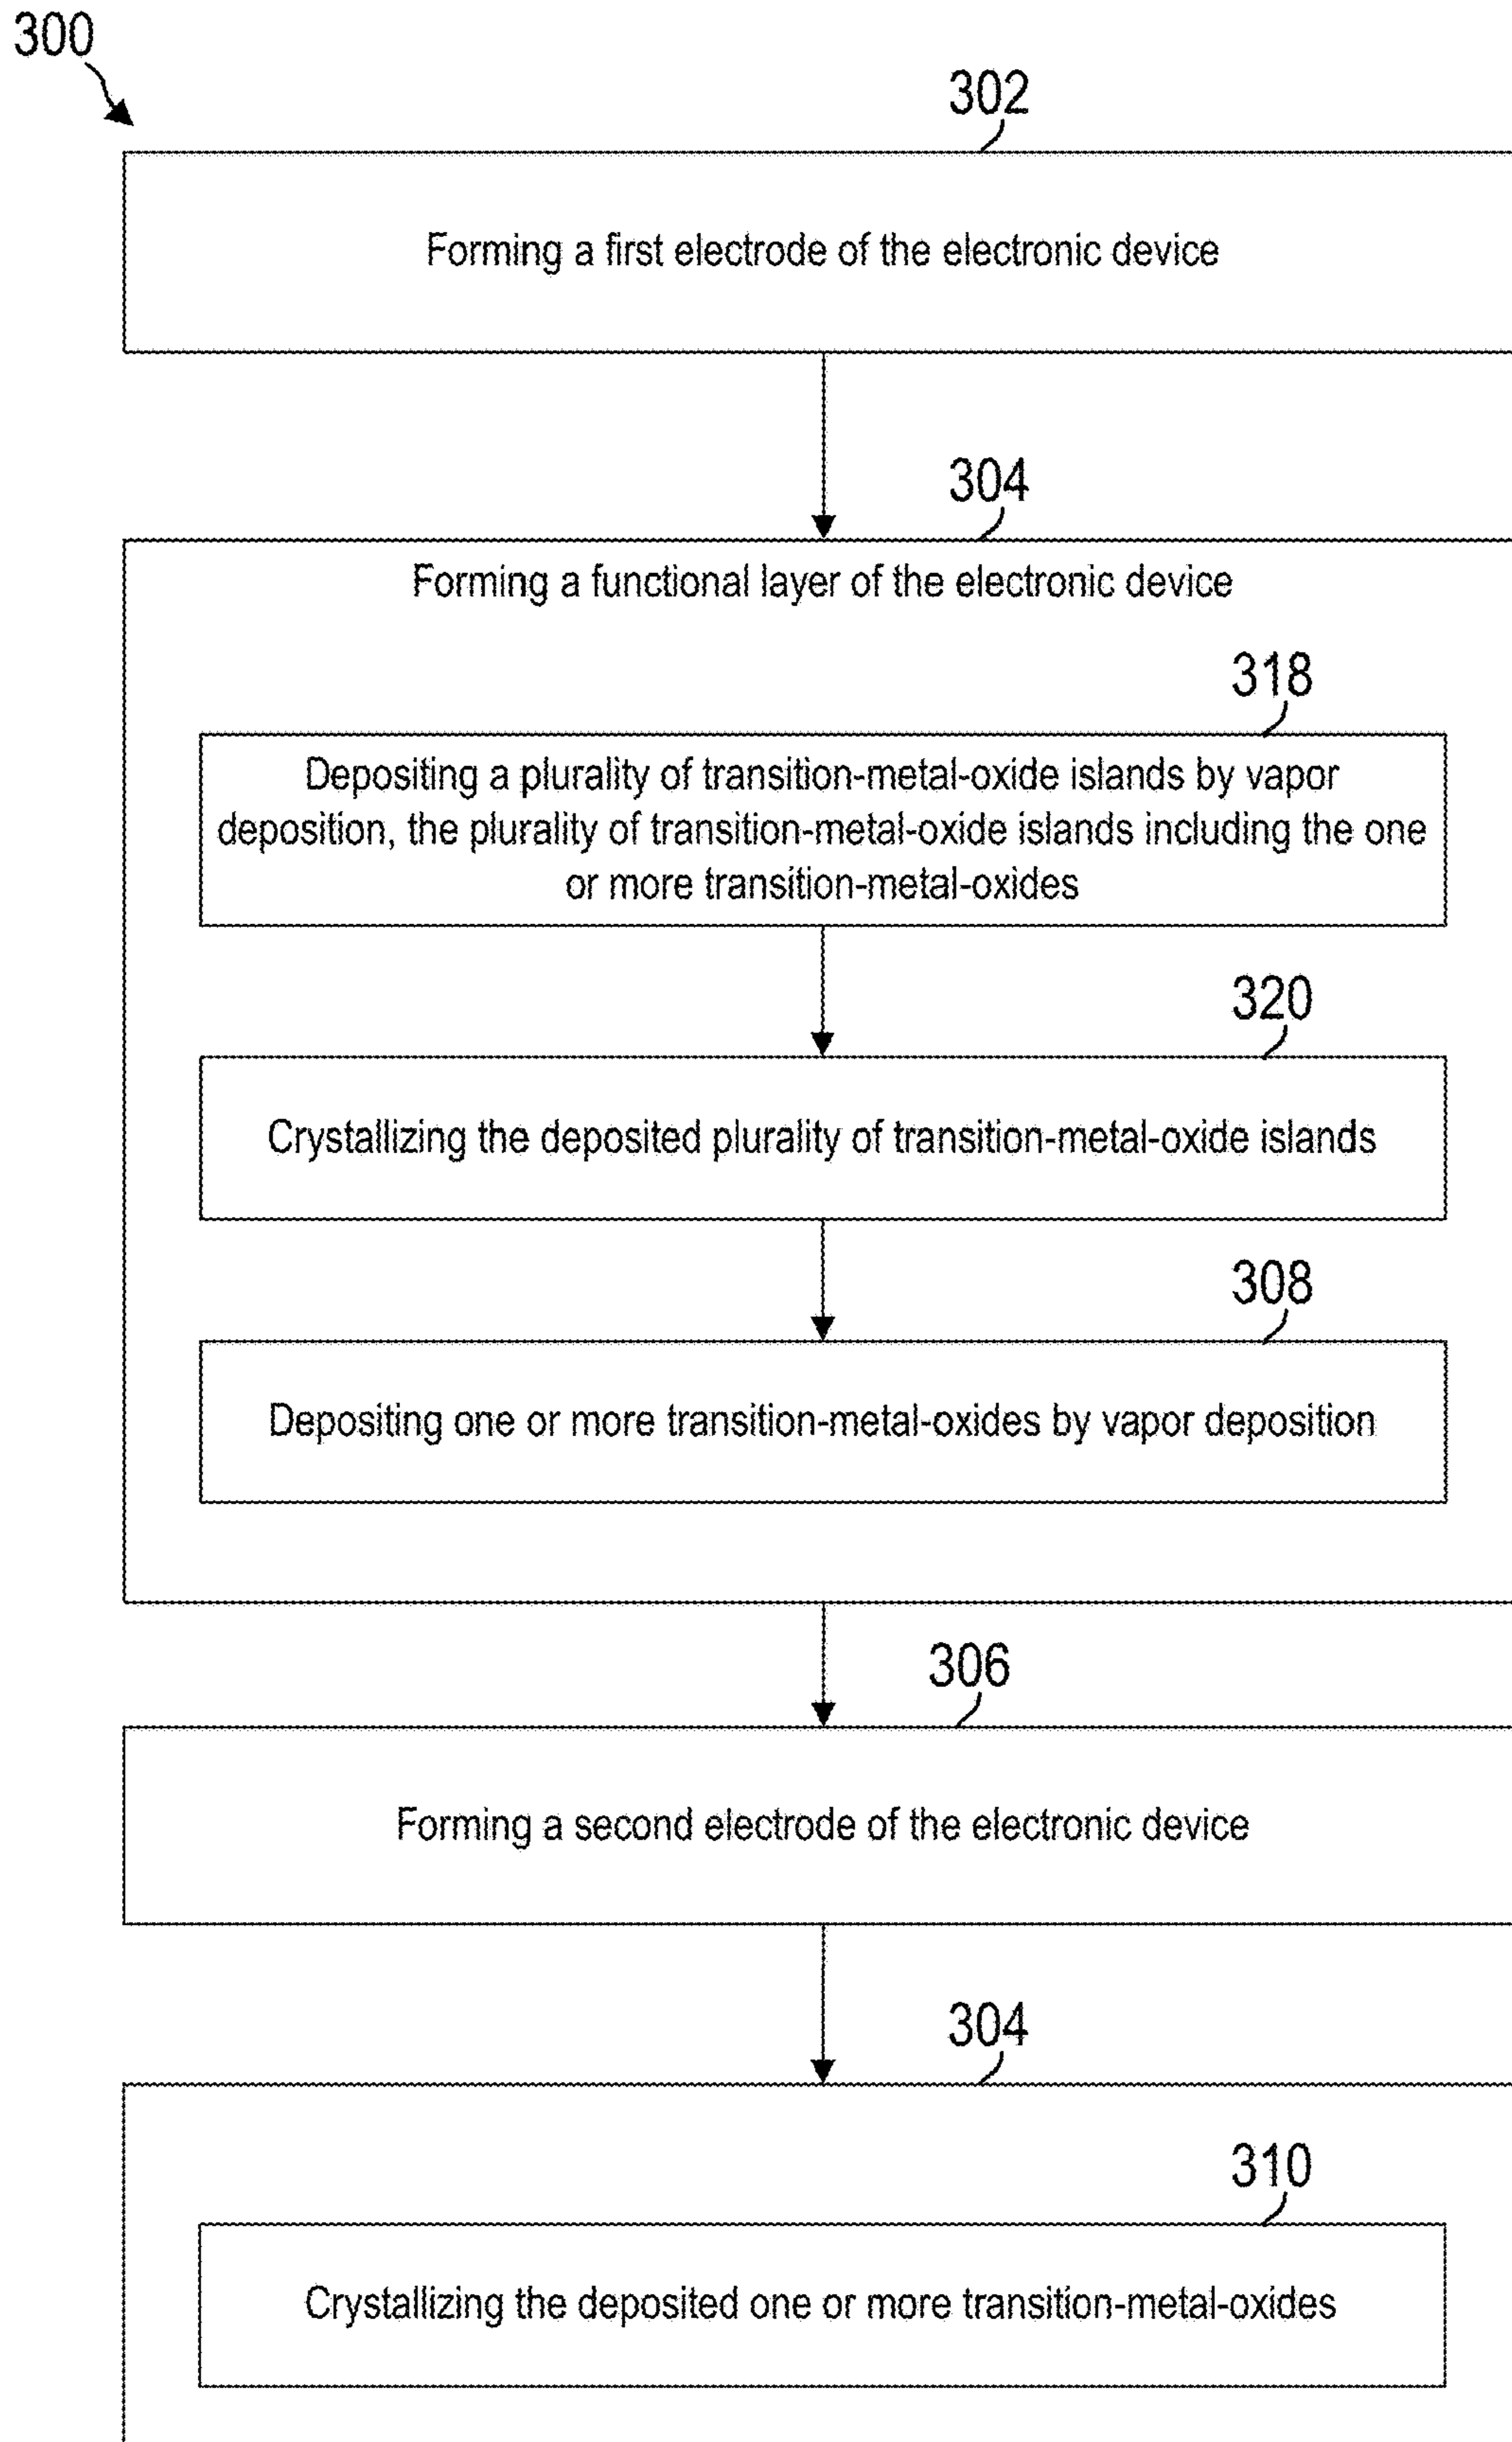 300
302
Forming a first electrode of the electronic device
304
Forming a functional layer of the electronic device
318
Depositing a plurality of transition-metal-oxide islands by vapor
deposition, the plurality of transition-metal-oxide islands including the one
or more transition-metal-oxides
320
Crystallizing the deposited plurality of transition-metal-oxide islands
308
Depositing one or more transition-metal-oxides by vapor deposition
306
Forming a second electrode of the electronic device
304
310
Crystallizing the deposited one or more transition-metal-oxides